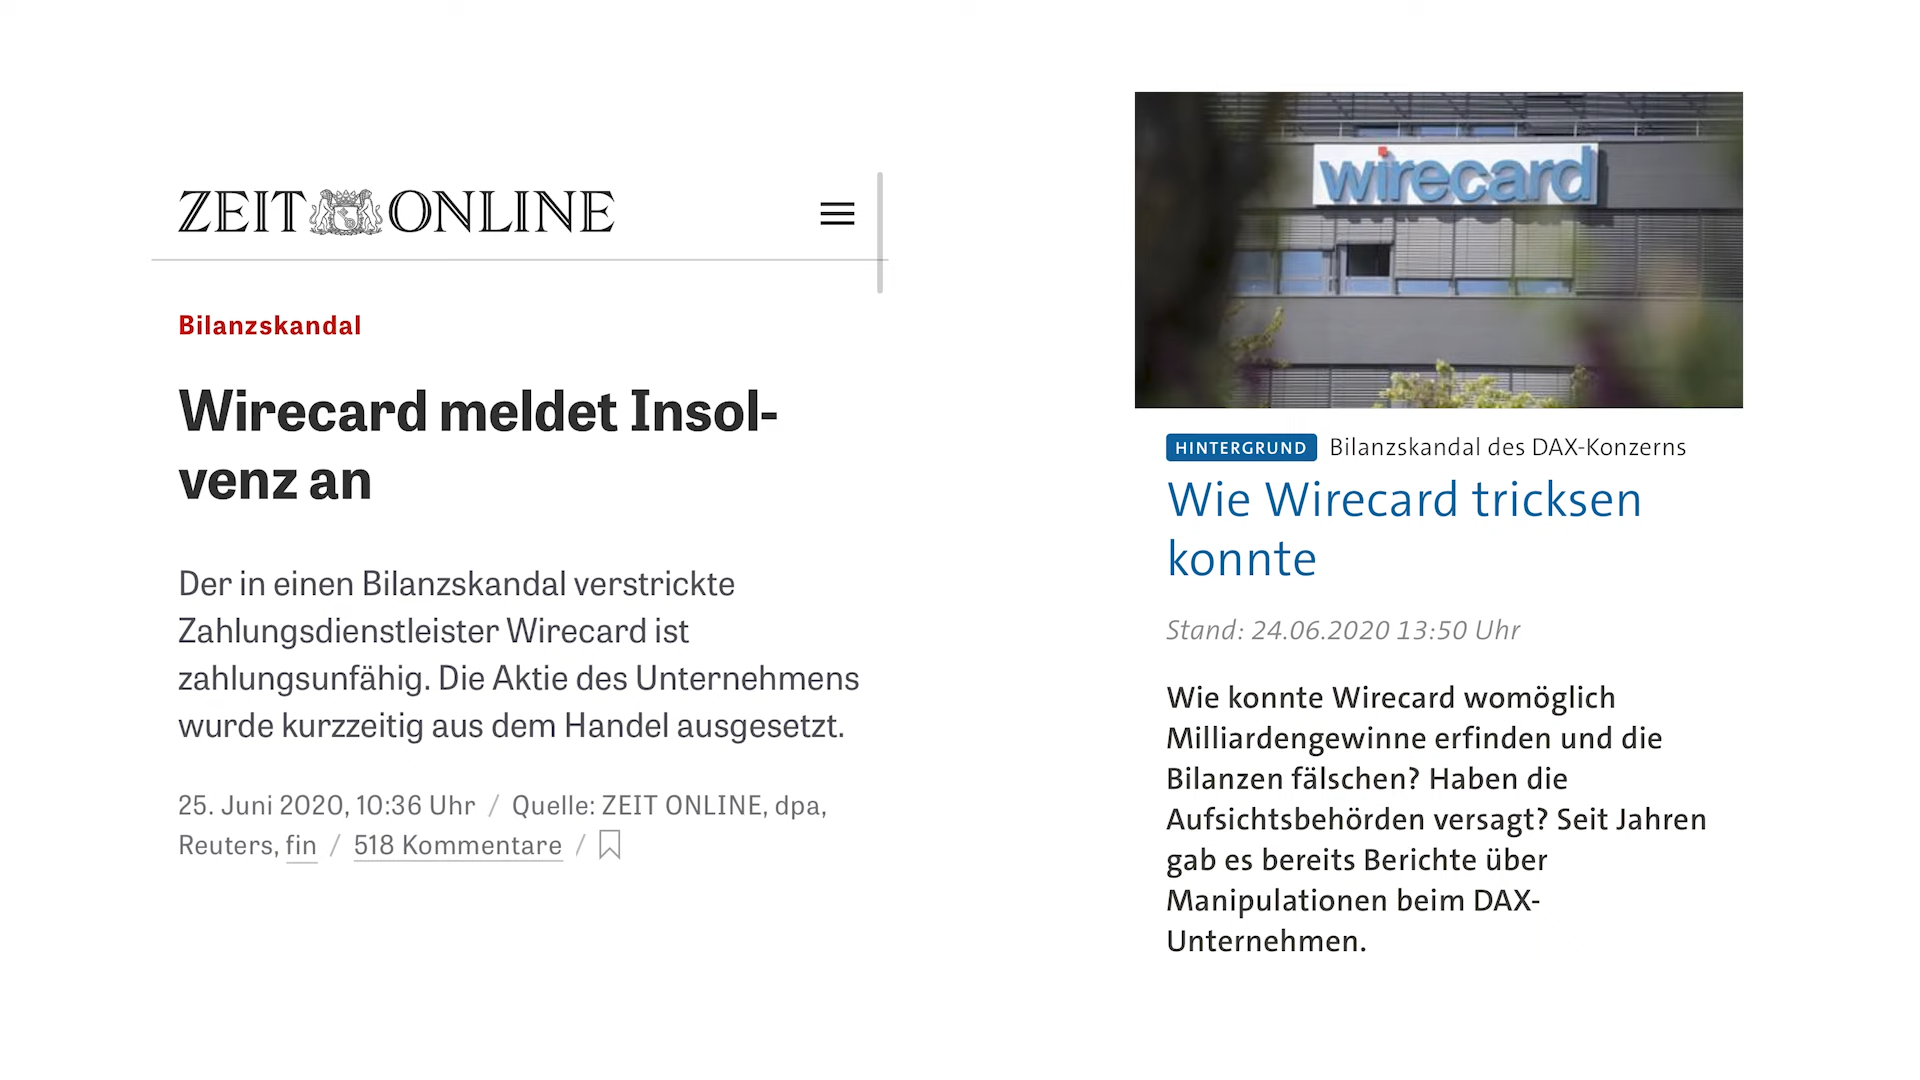 ZEIT ONLINE
Bilanzskandal
Wirecard meldet Insol-
venz an
Der in einen Bilanzskandal verstrickte
Zahlungsdienstleister Wirecard ist
zahlungsunfähig. Die Aktie des Unternehmens
wurde kurzzeitig aus dem Handel ausgesetzt.
25. Juni 2020, 10:36 Uhr / Quelle: ZEIT ONLINE, dpa,
Reuters, fin / 518 Kommentare /
wirecard
HINTERGRUND Bilanzskandal des DAX-Konzerns
Wie Wirecard tricksen
konnte
Stand: 24.06.2020 13:50 Uhr
Wie konnte Wirecard womöglich
Milliardengewinne erfinden und die
Bilanzen fälschen? Haben die
Aufsichtsbehörden versagt? Seit Jahren
gab es bereits Berichte über
Manipulationen beim DAX-
Unternehmen.